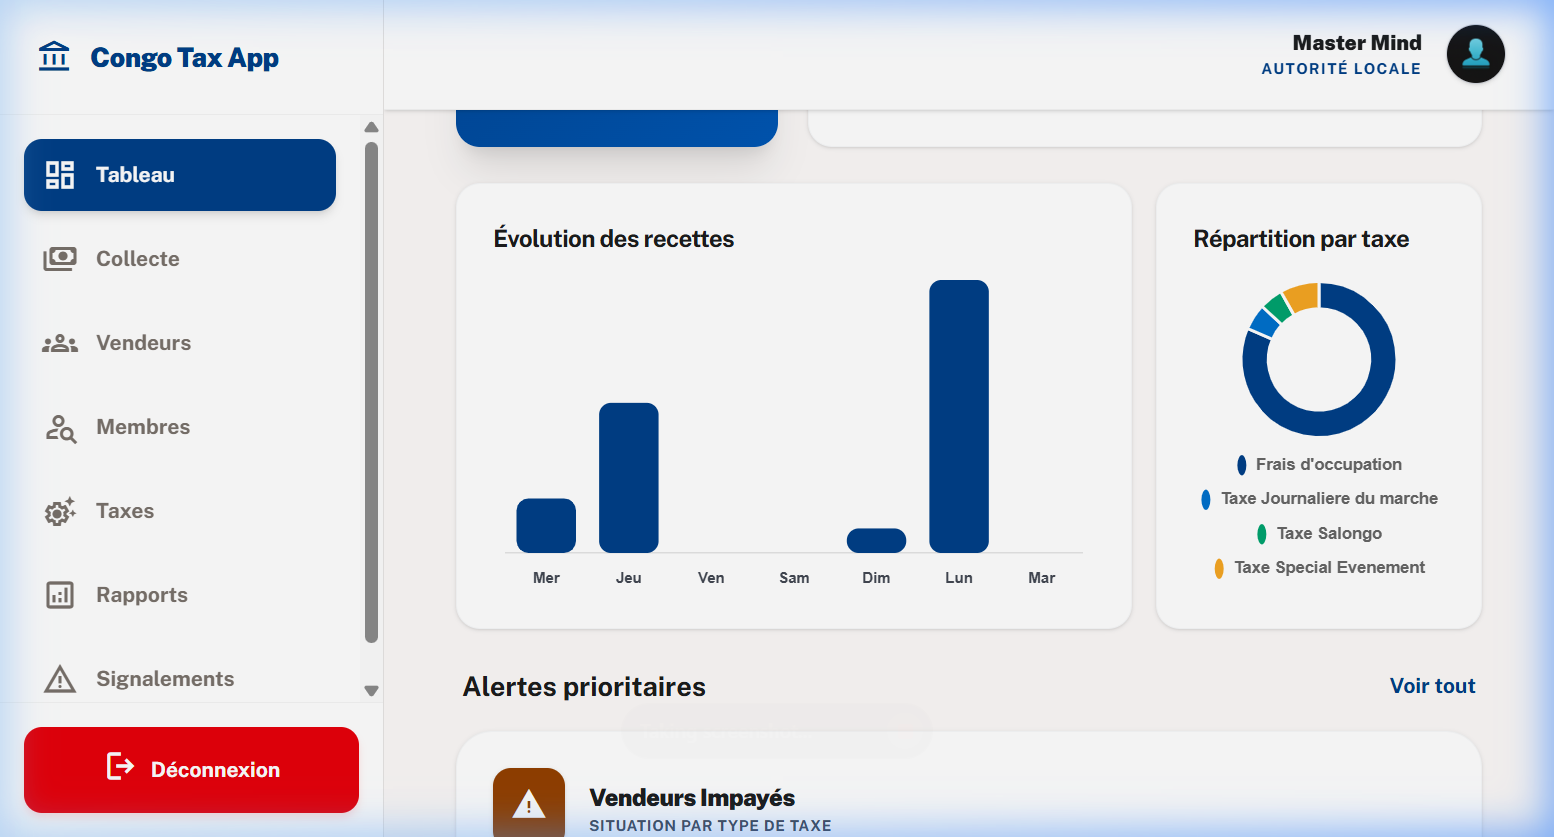 Congo Tax App
Master Mind
AUTORITÉ LOCALE
Tableau
Collecte
Vendeurs
Membres
Taxes
Rapports
Signalements
Déconnexion
Évolution des recettes
Mer Jeu Ven Sam Dim Lun Mar
Répartition par taxe
Frais d'occupation
Taxe Journaliere du marche
Taxe Salongo
Taxe Special Evenement
Alertes prioritaires
Voir tout
Vendeurs Impayés
SITUATION PAR TYPE DE TAXE